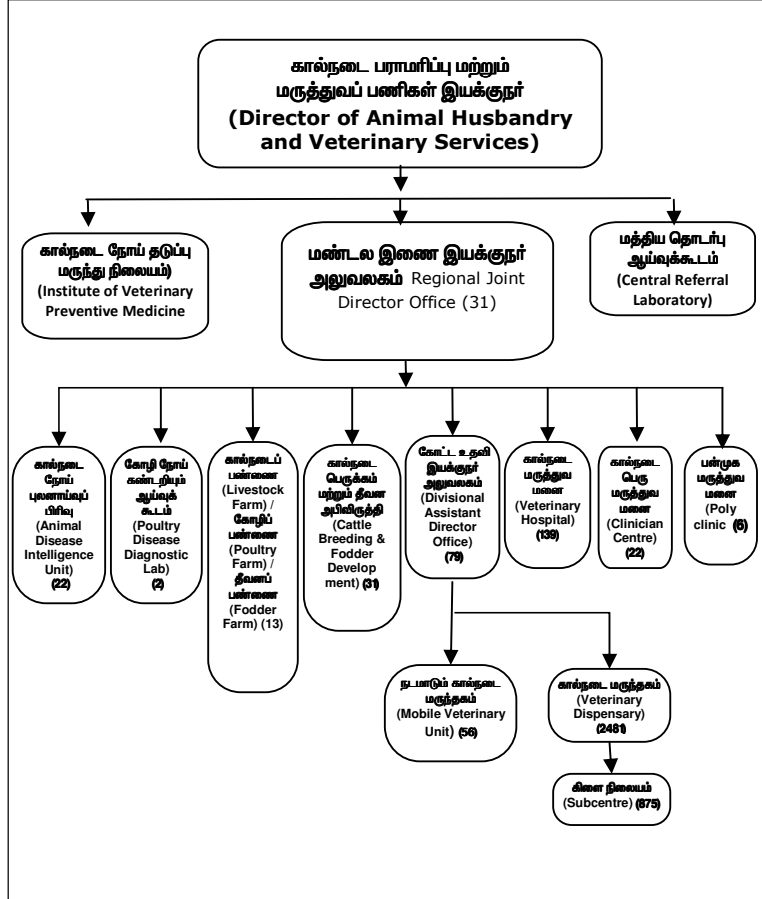 கால்நடை பராமரிப்பு மற்றும்
மருத்துவப் பணிகள் இயக்குநர்
(Director of Animal Husbandry
and Veterinary Services)
கால்நடை நோய் தடுப்பு
மருந்து நிலையம்)
(Institute of Veterinary
Preventive Medicine
மண்டல இணை இயக்குநர்
அலுவலகம் Regional Joint
Director Office (31)
மத்திய தொடர்பு
ஆய்வுக்கூடம்
(Central Referral
Laboratory)
கால்நடை
நோய்
புலனாய்வுப்
பிரிவு
(Animal
Disease
Intelligence
Unit) (22)
கோழி நோய்
கண்டறியும்
ஆய்வுக்
கூடம்
(Poultry
Disease
Diagnostic
Lab)
(2)
கால்நடைப்
பண்ணை
(Livestock
Farm) /
கோழிப்
பண்ணை
(Poultry
Farm) /
தீவனப்
பண்ணை
(Fodder
Farm) (13)
கால்நடை
பெருக்கம்
மற்றும் தீவன
அபிவிருத்தி
(Cattle
Breeding &
Fodder
Develop
ment) (31)
கோட்ட உதவி
இயக்குநர்
அலுவலகம்
(Divisional
Assistant
Director
Office)
(79)
கால்நடை
மருத்துவ
மனை
(Veterinary
Hospital)
(139)
கால்நடை
பெரு
மருத்துவ
மனை
(Clinician
Centre)
(22)
பன்முக
மருத்துவ
மனை
(Poly
clinic (6)
நடமாடும் கால்நடை
மருந்தகம்
(Mobile Veterinary
Unit) (56)
கால்நடை மருந்தகம்
(Veterinary
Dispensary)
(2481)
கிளை நிலையம்
(Subcentre) (875)